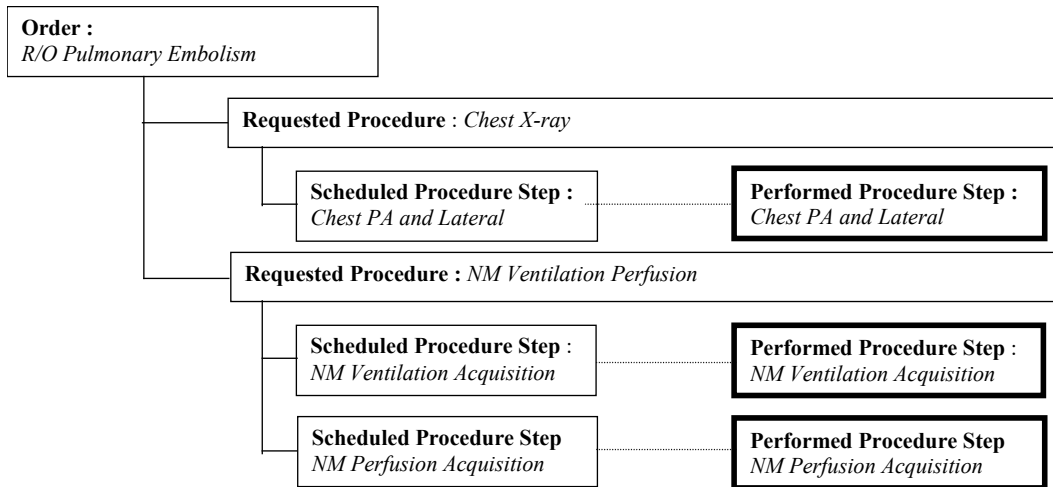 Order :
R/O Pulmonary Embolism
Requested Procedure : Chest X-ray
Scheduled Procedure Step :
Chest PA and Lateral
Performed Procedure Step :
Chest PA and Lateral
Requested Procedure : NM Ventilation Perfusion
Scheduled Procedure Step :
NM Ventilation Acquisition
Performed Procedure Step :
NM Ventilation Acquisition
Scheduled Procedure Step
NM Perfusion Acquisition
Performed Procedure Step
NM Perfusion Acquisition